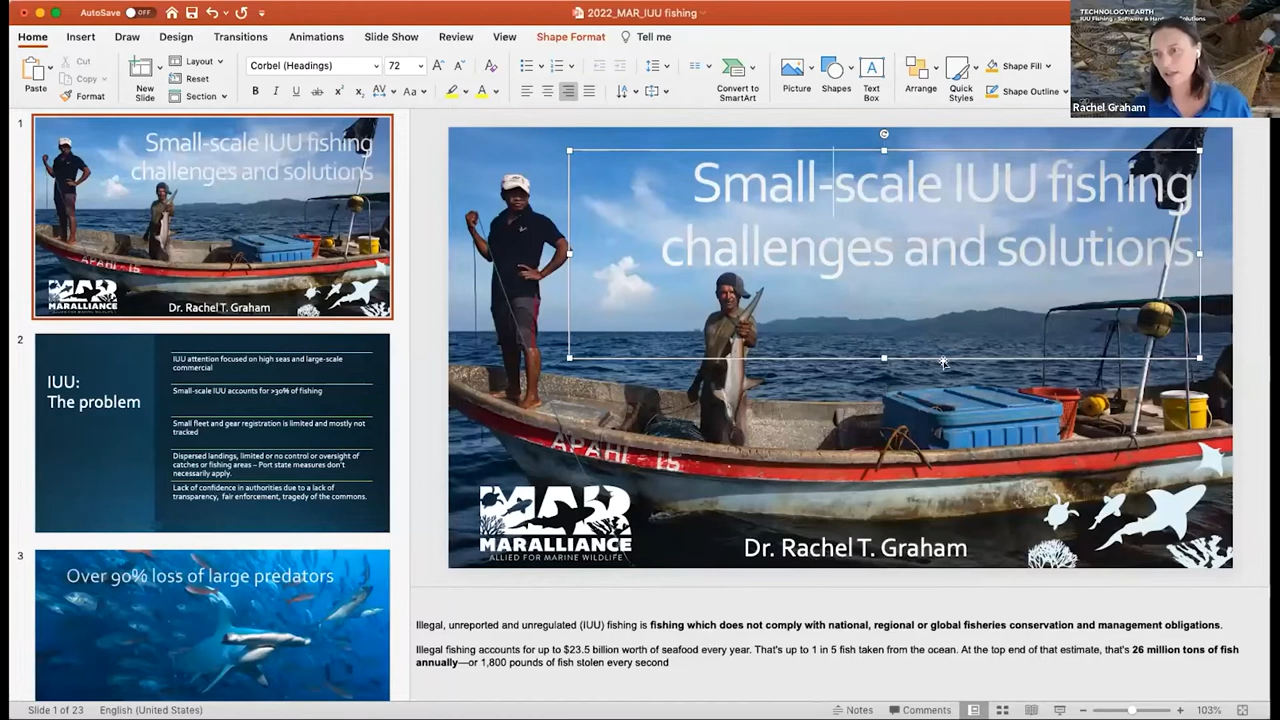 AutoSave
OFF
2022_MAR_IUU fishing
Home
Insert
Draw
Design
Transitions
Animations
Slide Show
Review
View
Shape Format
Tell me
Paste
Cut
Copy
Format
New
Slide
Layout
Reset
Section
Corbel (Headings)
72
Convert to
SmartArt
Picture
Shapes
Text
Box
Arrange
Quick
Styles
Shape Fill
Shape Outline
TECHNOLOGY:EARTH
Rachel Graham
1
Small-scale IUU fishing
challenges and solutions
APAHI-15
MARALLIANCE
Dr. Rachel T. Graham
2
IUU:
The problem
IUU attention focused on high seas and large-scale
commercial
Small-scale IUU accounts for >30% of fishing
Small fleet and gear registration is limited and mostly not
tracked
Dispersed landings, limited or no control or oversight of
catches or fishing areas – Port state measures don't
necessarily apply.
Lack of confidence in authorities due to a lack of
transparency, fair enforcement, tragedy of the commons.
3
Over 90% loss of large predators
Small-scale IUU fishing
challenges and solutions
APAHI-15
MAR
MARALLIANCE
ALLIED FOR MARINE WILDLIFE
Dr. Rachel T. Graham
Illegal, unreported and unregulated (IUU) fishing is fishing which does not comply with national, regional or global fisheries conservation and management obligations.
Illegal fishing accounts for up to $23.5 billion worth of seafood every year. That's up to 1 in 5 fish taken from the ocean. At the top end of that estimate, that's 26 million tons of fish
annually—or 1,800 pounds of fish stolen every second
Slide 1 of 23
English (United States)
Notes
Comments
103%